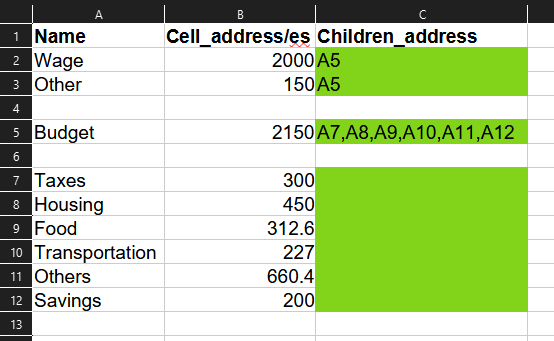 A B C
1 Name Cell_address/es Children_address
2 Wage 2000 A5
3 Other 150 A5
4
5 Budget 2150 A7,A8,A9,A10,A11,A12
6
7 Taxes 300
8 Housing 450
9 Food 312.6
10 Transportation 227
11 Others 660.4
12 Savings 200
13